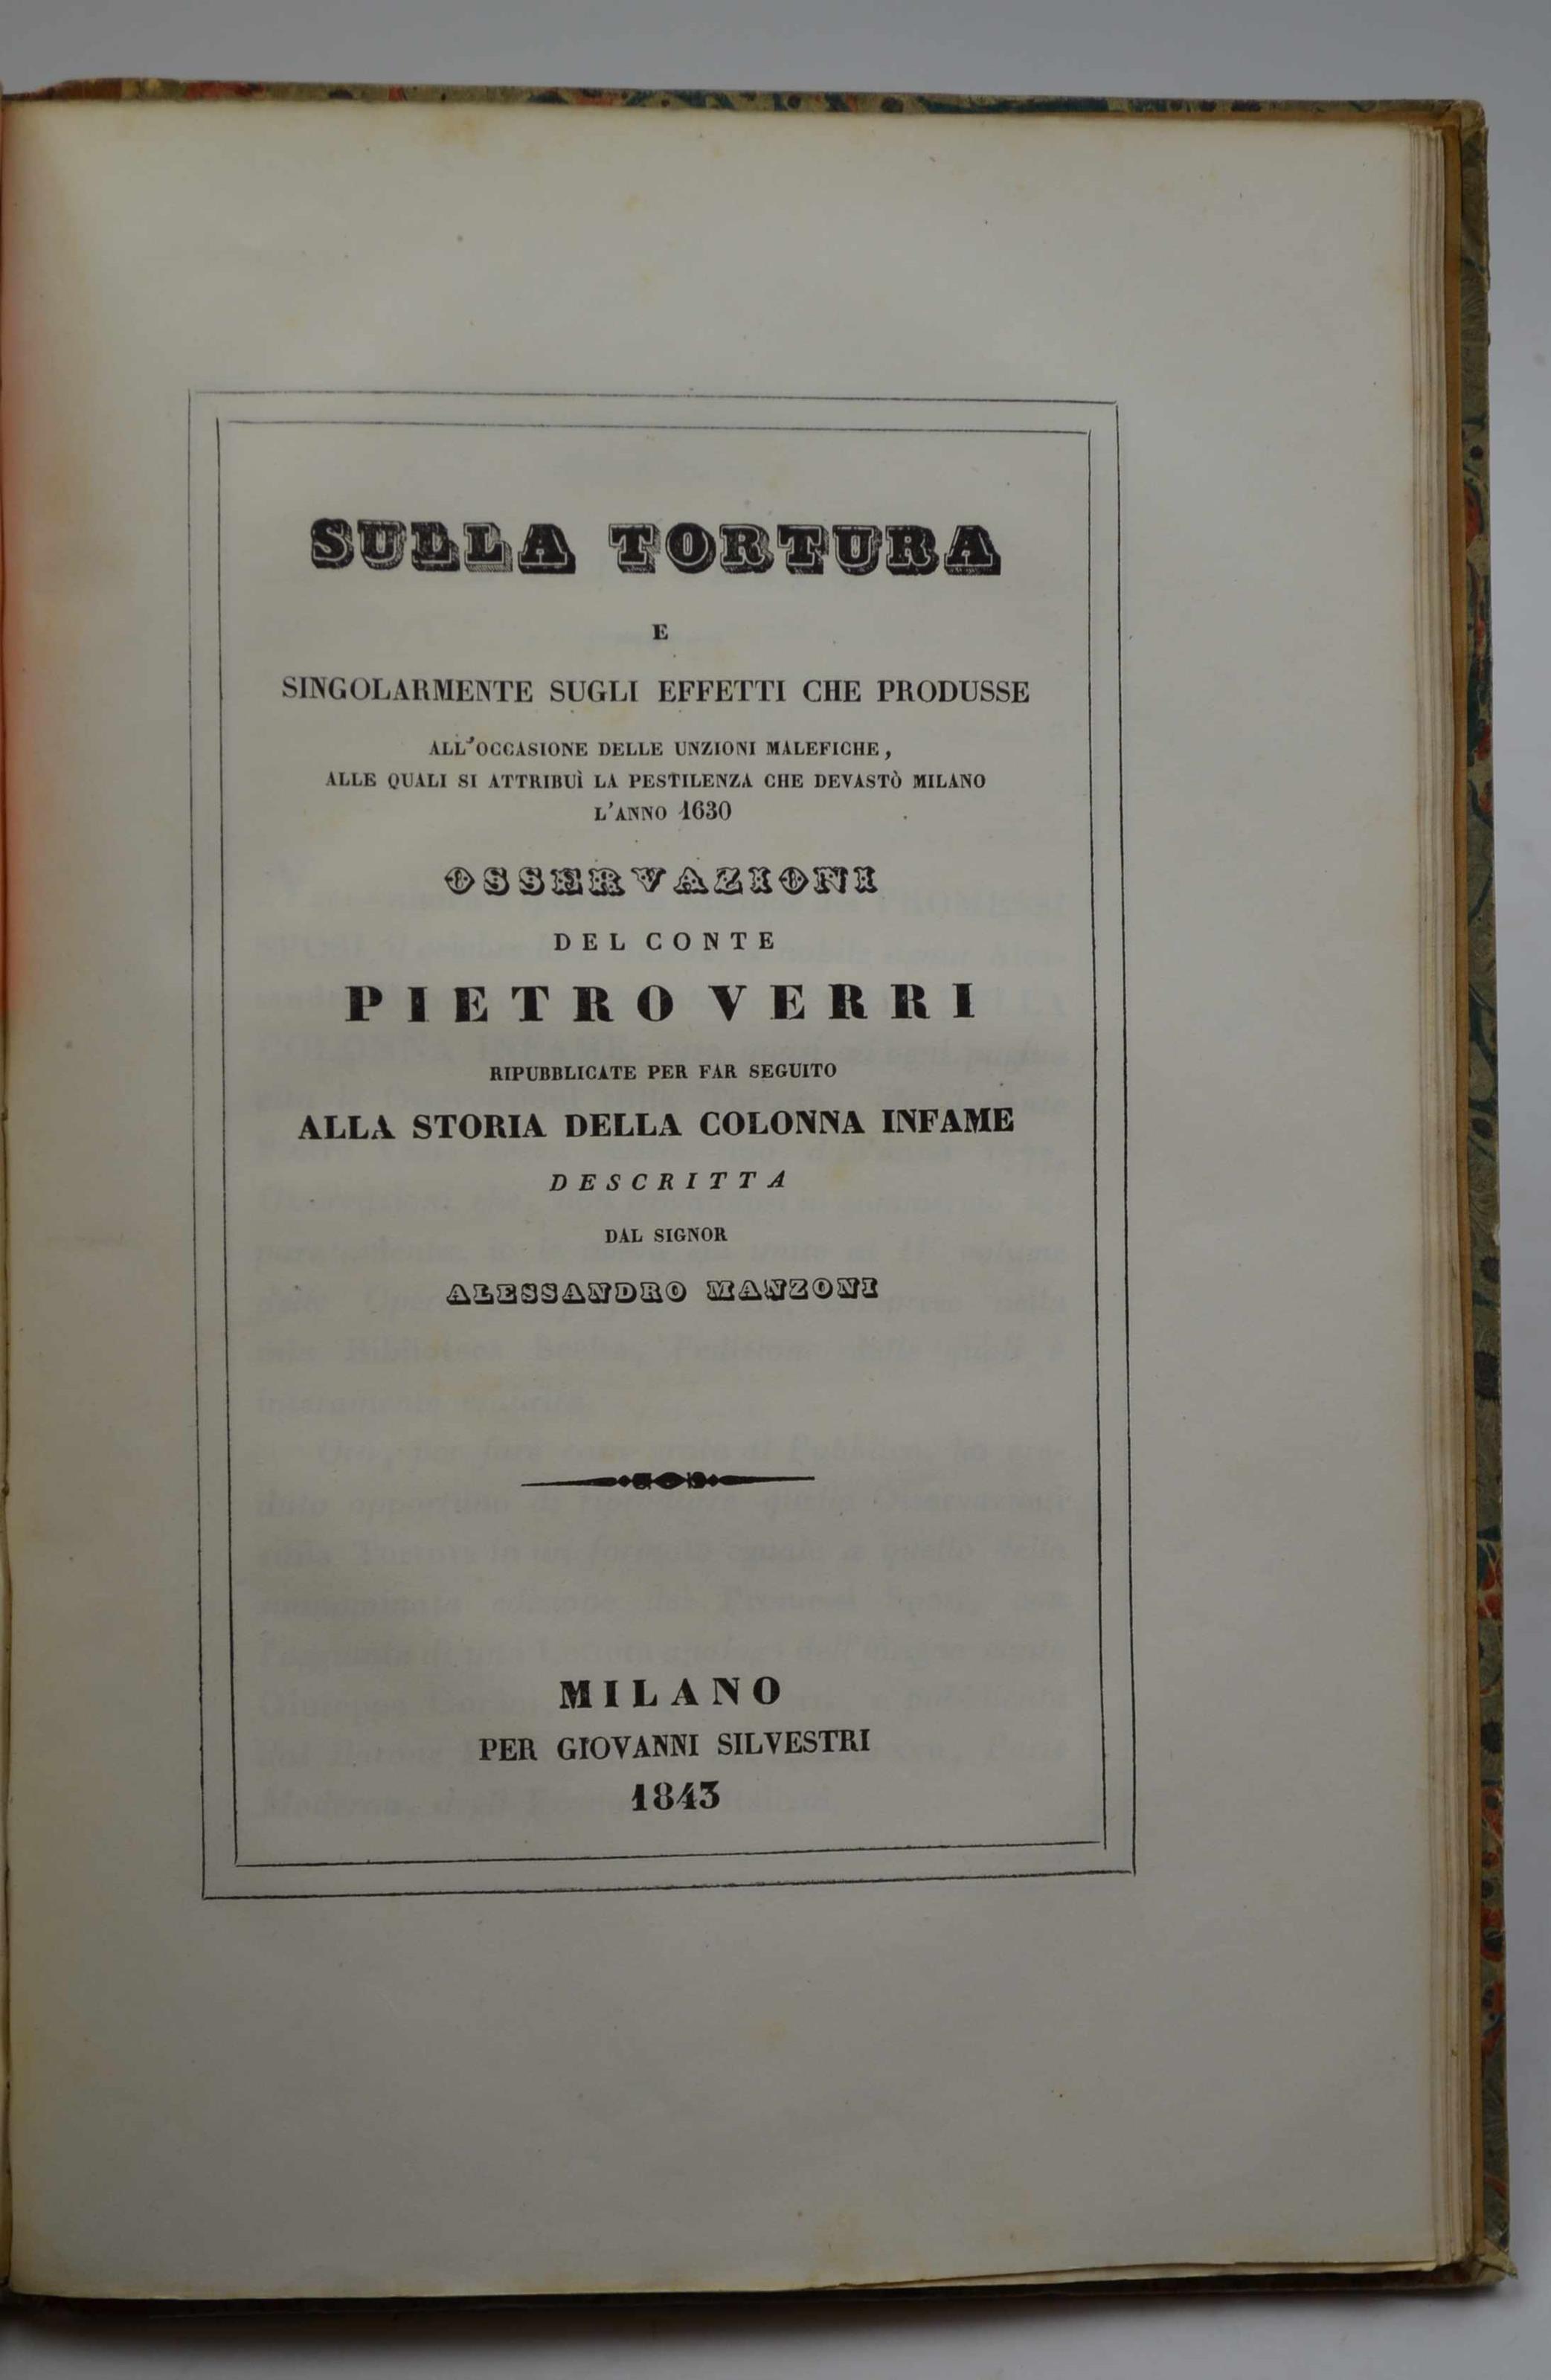 SULLA TORTURA
E
SINGOLARMENTE SUGLI EFFETTI CHE PRODUSSE
ALL'OCCASIONE DELLE UNZIONI MALEFICHE,
ALLE QUALI SI ATTRIBUÌ LA PESTILENZA CHE DEVASTÒ MILANO
L'ANNO 1630
OSSERVAZIONI
DEL CONTE
PIETRO VERRI
RIPUBBLICATE PER FAR SEGUITO
ALLA STORIA DELLA COLONNA INFAME
DESCRITTA
DAL SIGNOR
ALESSANDRO MANZONI
MILANO
PER GIOVANNI SILVESTRI
1843